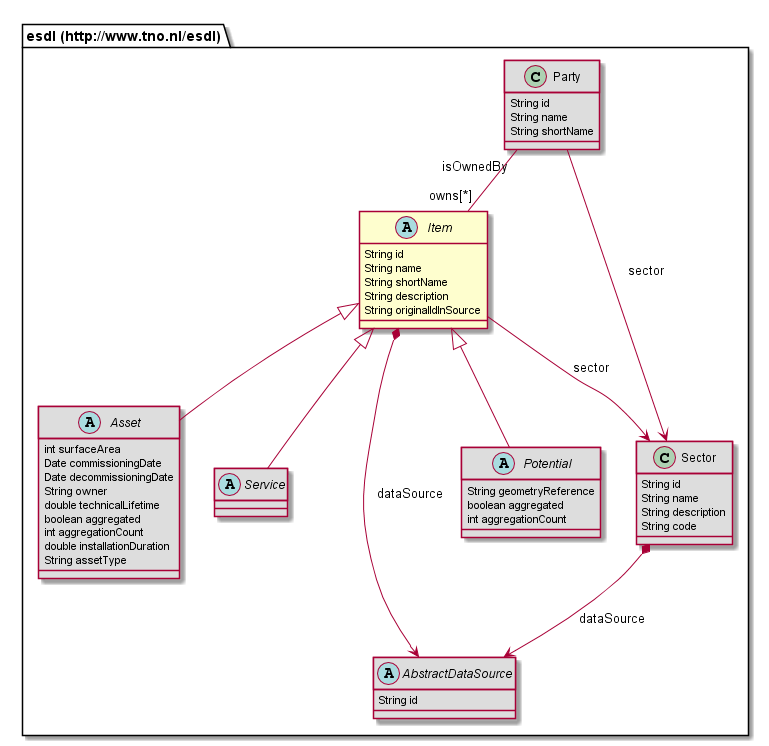 esdl (http://www.tno.nl/esdl)
C Party
String id
String name
String shortName
isOwnedBy
owns[*]
A Item
String id
String name
String shortName
String description
String originalIdInSource
sector
sector
A Asset
int surfaceArea
Date commissioningDate
Date decommissioningDate
String owner
double technicalLifetime
boolean aggregated
int aggregationCount
double installationDuration
String assetType
A Service
dataSource
A Potential
String geometryReference
boolean aggregated
int aggregationCount
C Sector
String id
String name
String description
String code
dataSource
A AbstractDataSource
String id